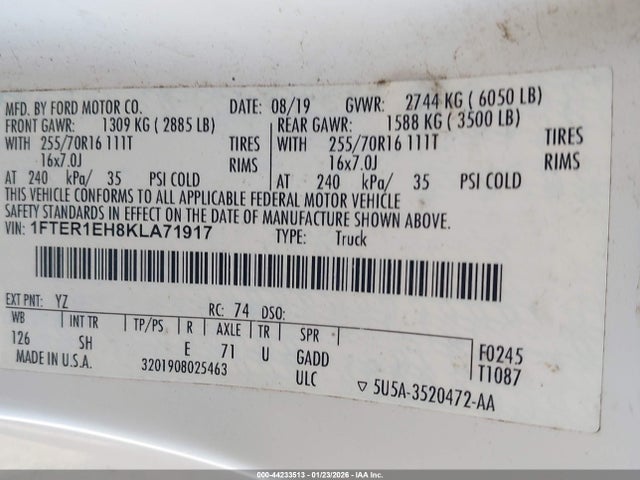 MFD. BY FORD MOTOR CO. DATE: 08/19 GVWR: 2744 KG ( 6050 LB)
FRONT GAWR: 1309 KG ( 2885 LB) REAR GAWR: 1588 KG ( 3500 LB)
WITH 255/70R16 111T TIRES WITH 255/70R16 111T TIRES
16x7.0J RIMS 16x7.0J RIMS
AT 240 kPa/ 35 PSI COLD AT 240 kPa/ 35 PSI COLD
THIS VEHICLE CONFORMS TO ALL APPLICABLE FEDERAL MOTOR VEHICLE
SAFETY STANDARDS IN EFFECT ON THE DATE OF MANUFACTURE SHOWN ABOVE.
VIN: 1FTER1EH8KLA71917 TYPE: Truck
EXT PNT: YZ RC: 74 DSO:
WB INT TR TP/PS R AXLE TR SPR F0245
126 SH E 71 U GADD T1087
MADE IN U.S.A. 3201908025463 ULC ▽ 5U5A-3520472-AA
000-44233513 - 01/23/2026 - IAA Inc.